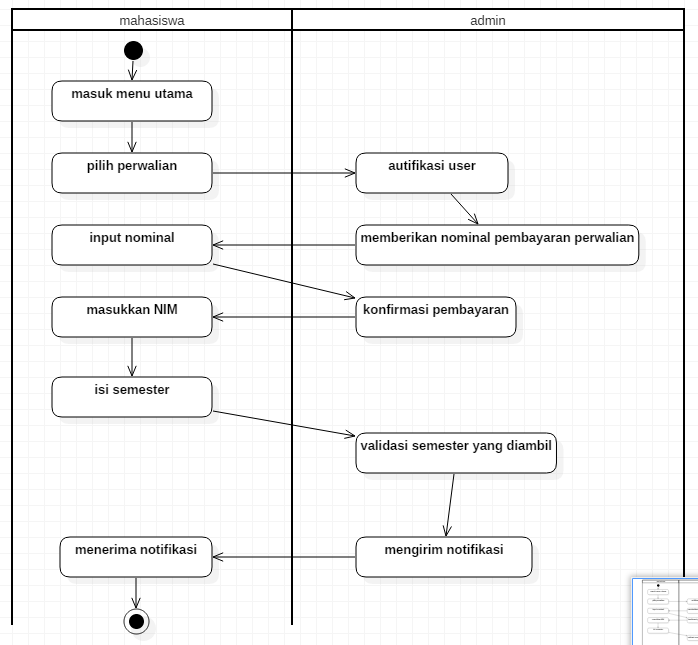 mahasiswa
admin
masuk menu utama
pilih perwalian
autifikasi user
input nominal
memberikan nominal pembayaran perwalian
masukkan NIM
konfirmasi pembayaran
isi semester
validasi semester yang diambil
menerima notifikasi
mengirim notifikasi